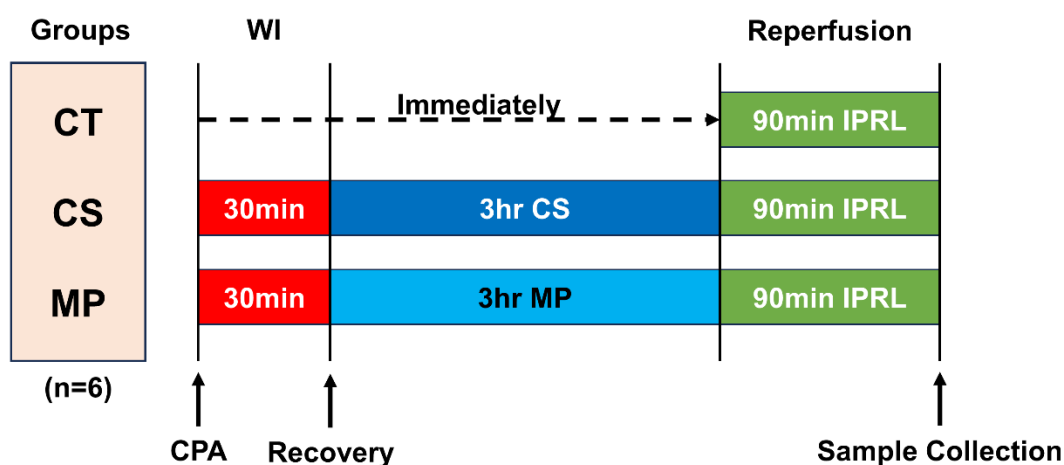 Groups WI Reperfusion
CT Immediately 90min IPRL
CS 30min 3hr CS 90min IPRL
MP 30min 3hr MP 90min IPRL
(n=6)
CPA Recovery Sample Collection